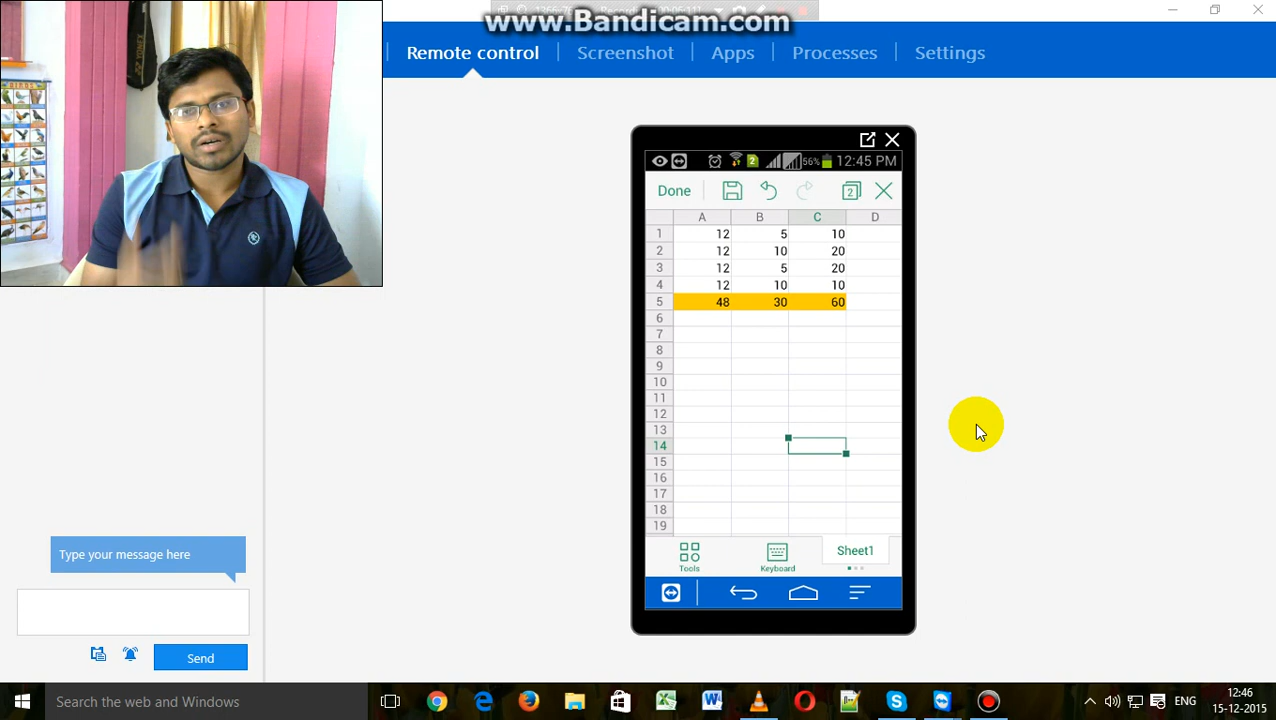 www.Bandicam.com
Remote control Screenshot Apps Processes Settings
2 56% 12:45 PM
Done 2
A B C D
1 12 5 10
2 12 10 20
3 12 5 20
4 12 10 10
5 48 30 60
6
7
8
9
10
11
12
13
14
15
16
17
18
19
Tools Keyboard Sheet1
Type your message here
Send
Search the web and Windows
ENG
12:46
15-12-2015